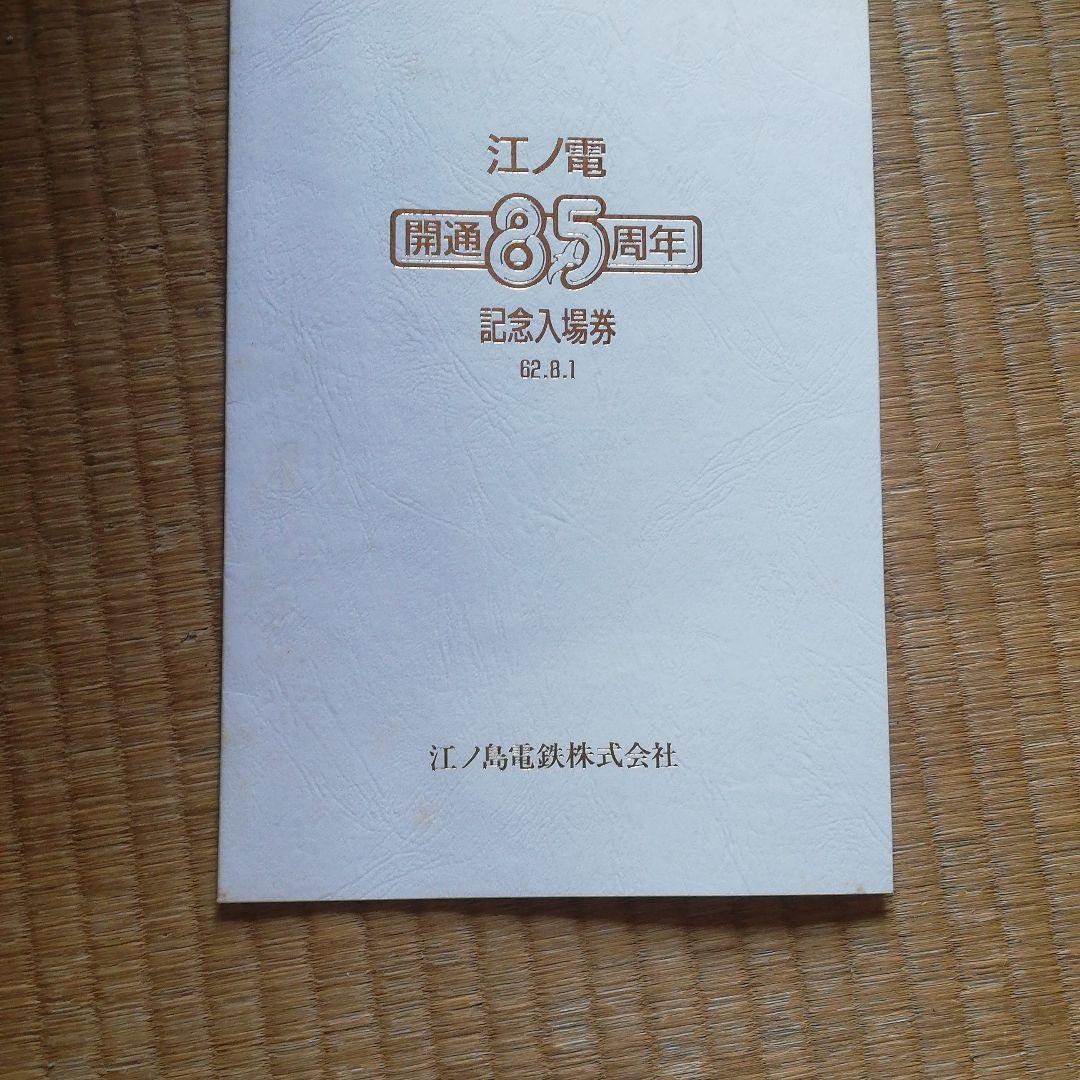 江ノ電
開通85周年
記念入場券
62.8.1
江ノ島電鉄株式会社